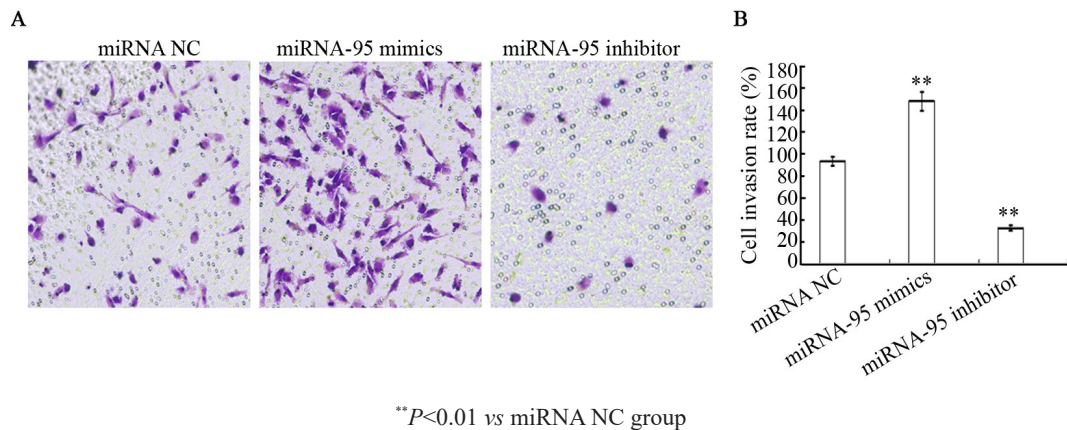 A
miRNA NC
miRNA-95 mimics
miRNA-95 inhibitor
B
Cell invasion rate (%)
180
160
140
120
100
80
60
40
20
0
**
**
miRNA NC
miRNA-95 mimics
miRNA-95 inhibitor
**P<0.01 vs miRNA NC group